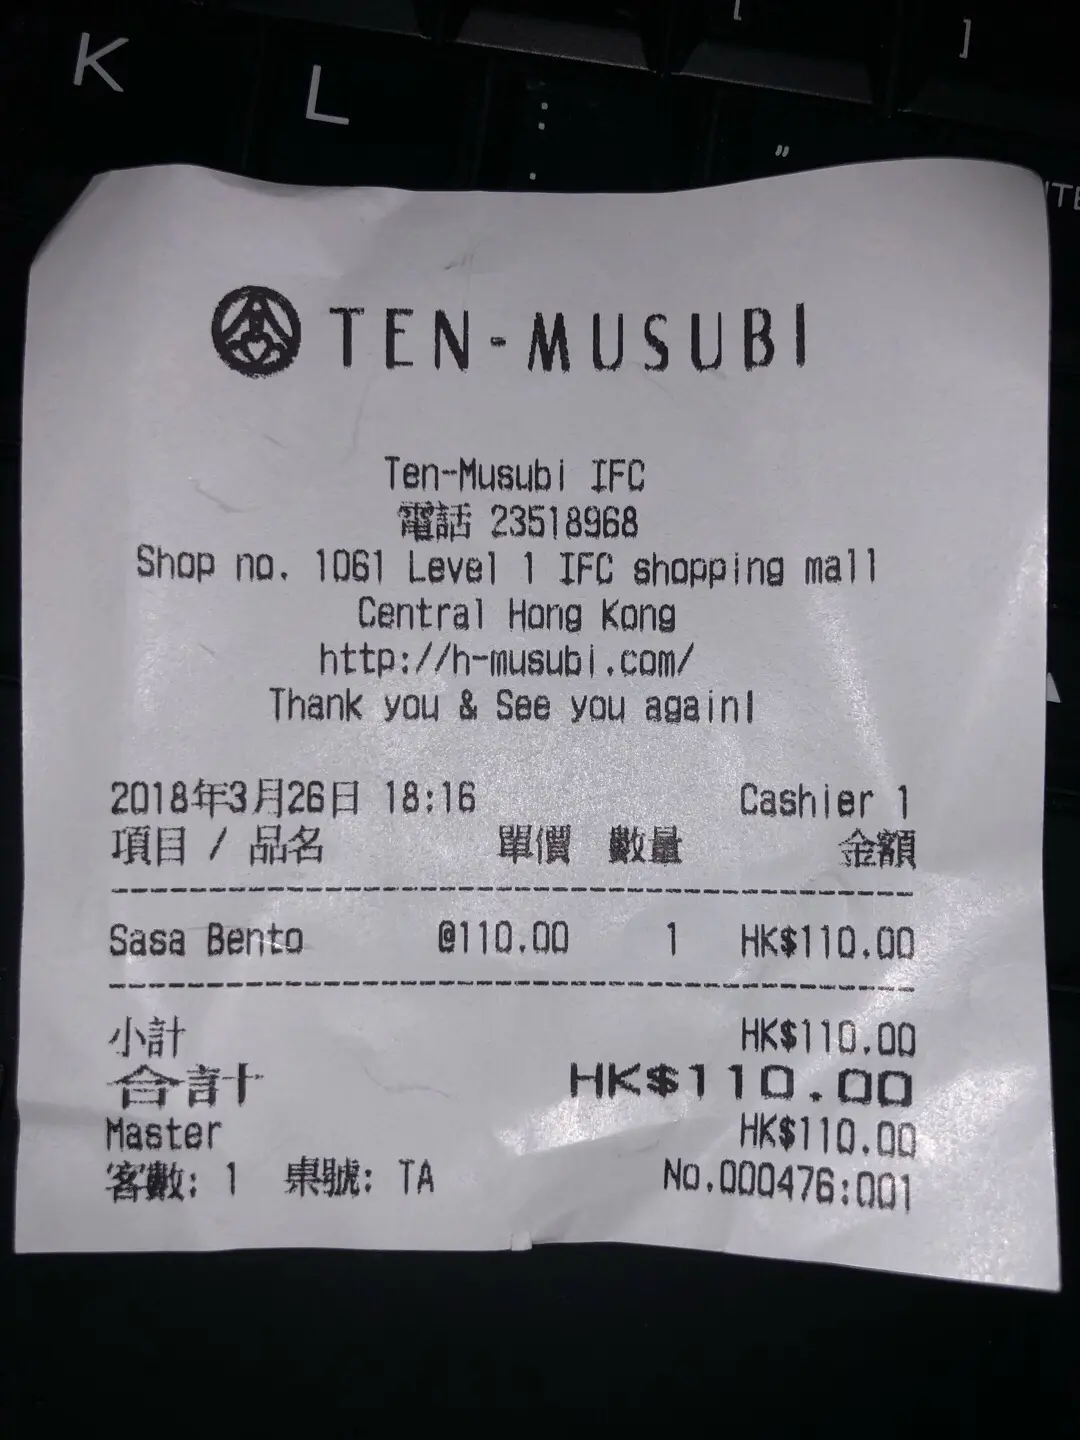 K
L
:
;
"
[
]
TEN-MUSUBI
Ten-Musubi IFC
電話 23518968
Shop no. 1061 Level 1 IFC shopping mall
Central Hong Kong
http://h-musubi.com/
Thank you & See you again!
2018年3月26日 18:16 Cashier 1
項目 / 品名 單價 數量 金額
Sasa Bento @110.00 1 HK$110.00
小計 HK$110.00
合計 HK$110.00
Master HK$110.00
客數: 1 檯號: TA No.000476:001